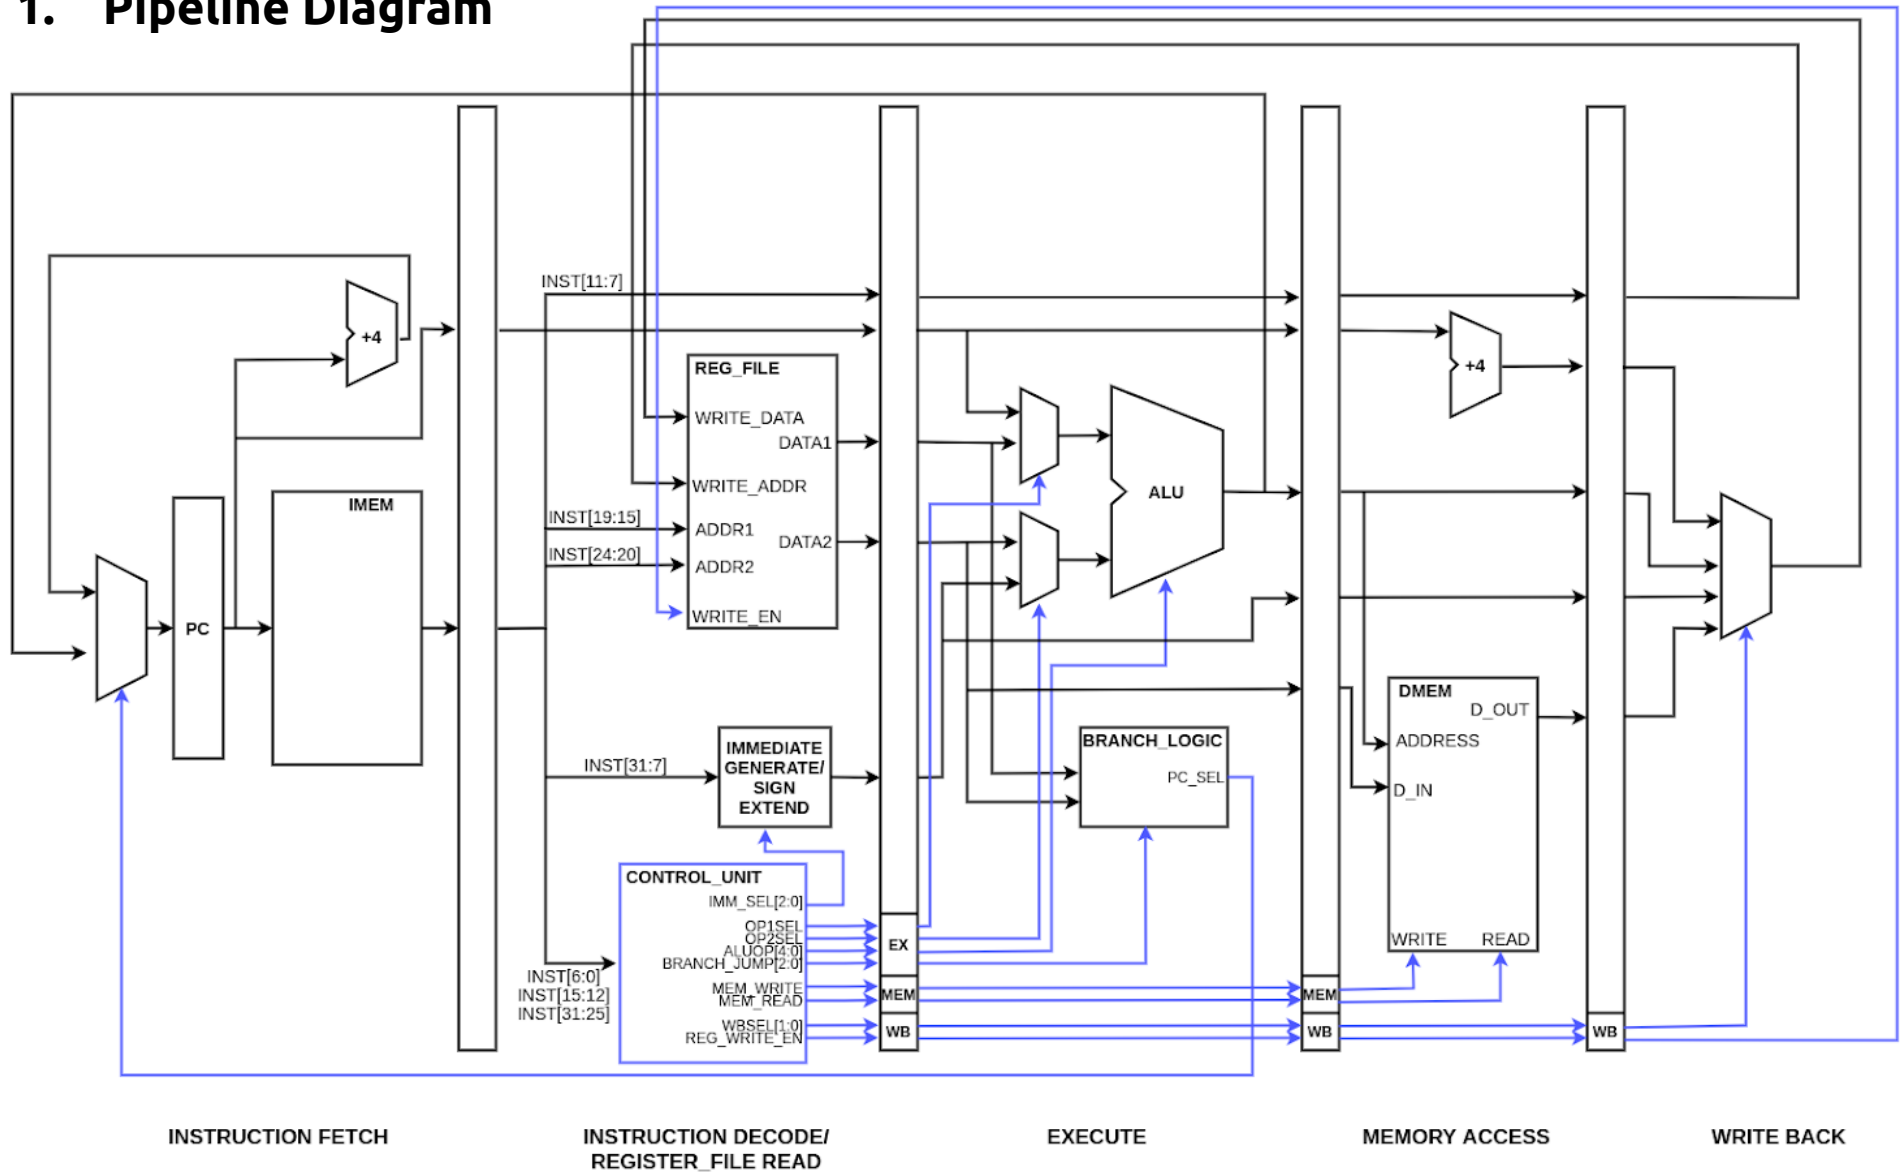 1. Pipeline Diagram
INST[11:7]
+4
+4
REG_FILE
WRITE_DATA
DATA1
WRITE_ADDR
ALU
IMEM
INST[19:15]
ADDR1
DATA2
INST[24:20]
ADDR2
WRITE_EN
PC
DMEM
D_OUT
ADDRESS
D_IN
WRITE
READ
BRANCH_LOGIC
PC_SEL
INST[31:7]
IMMEDIATE
GENERATE/
SIGN
EXTEND
CONTROL_UNIT
IMM_SEL[2:0]
OP1SEL
OP2SEL
ALUOP[4:0]
BRANCH_JUMP[2:0]
MEM_WRITE
MEM_READ
WBSEL[1:0]
REG_WRITE_EN
INST[6:0]
INST[15:12]
INST[31:25]
EX
MEM
WB
MEM
WB
WB
INSTRUCTION FETCH
INSTRUCTION DECODE/
REGISTER_FILE READ
EXECUTE
MEMORY ACCESS
WRITE BACK